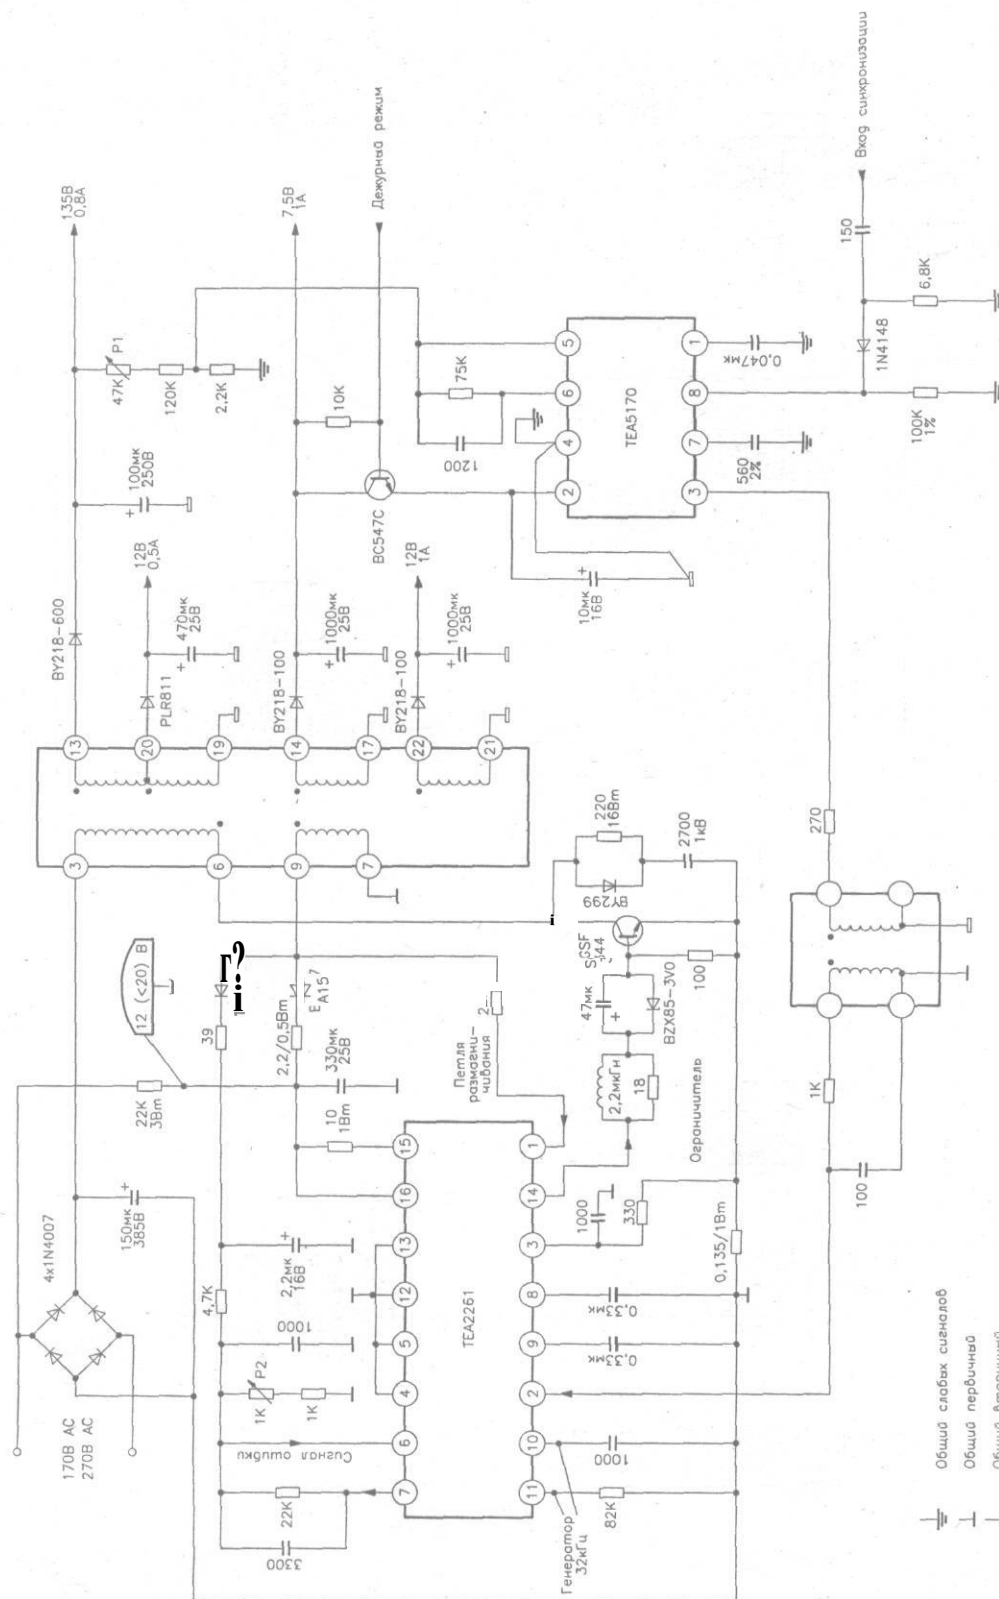 170В AC
270В AC
4x1N4007
150мк
385В
22К
3Вт
12 (<20) В
39
2,2/0,5Вт
330мк
25В
10
1Вт
4,7К
2,2мк
16В
1000
P2
1К
1К
Сигнал ошибки
22К
3300
3
6
9
7
13
20
19
14
17
22
21
BY218-600
135В
0,8А
100мк
250В
PLR811
12В
0,5А
470мк
25В
BY218-100
7,5В
1А
1000мк
25В
BY218-100
12В
1А
1000мк
25В
47К
P1
120К
2,2К
10К
BC547C
Дежурный режим
75К
1200
10мк
16В
2
4
6
5
TEA5170
3
7
8
1
560
2%
0,047мк
100К
1%
1N4148
6,8К
150
Вход синхронизации
7
6
4
5
12
13
16
15
TEA2261
11
10
2
9
8
3
14
1
Петля
размагни-
чивания
Генератор
32кГц
82К
1000
0,33мк
0,33мк
1000
330
0,135/1Вт
Ограничитель
2,2мкГн
18
47мк
BZX85-3V0
100
BY299
220
16Вт
2700
1кВ
270
1К
100
Общий слабых сигналов
Общий первичный